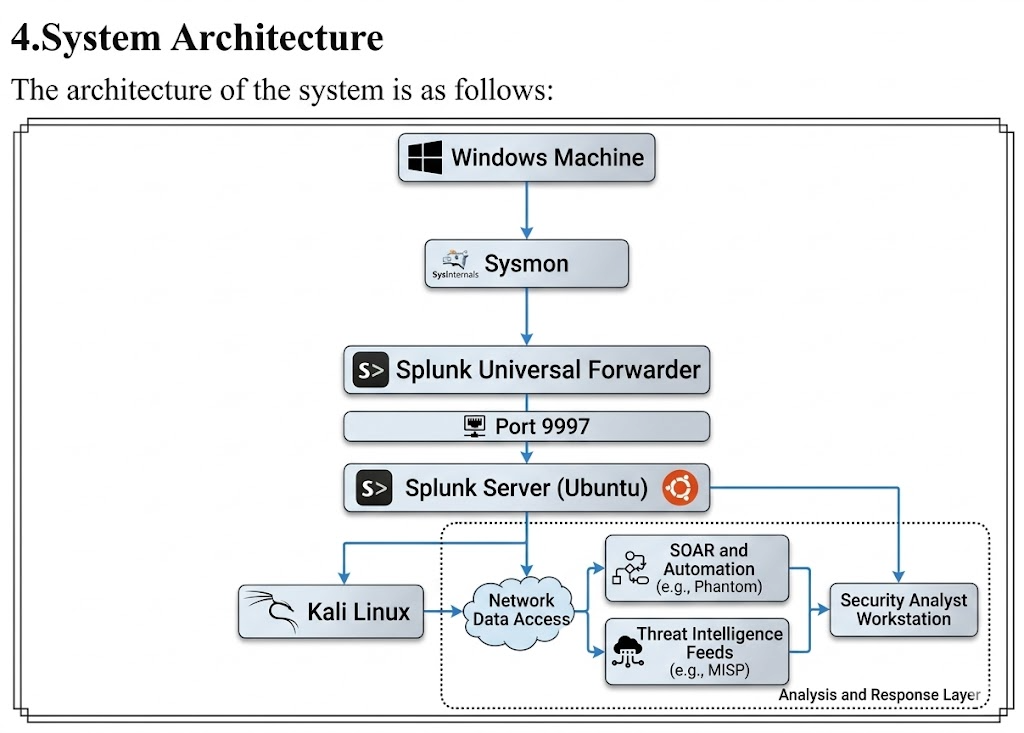 4.System Architecture
The architecture of the system is as follows:
Windows Machine
SysInternals
Sysmon
S> Splunk Universal Forwarder
Port 9997
S> Splunk Server (Ubuntu)
Kali Linux
Network
Data Access
SOAR and
Automation
(e.g., Phantom)
Threat Intelligence
Feeds
(e.g., MISP)
Security Analyst
Workstation
Analysis and Response Layer